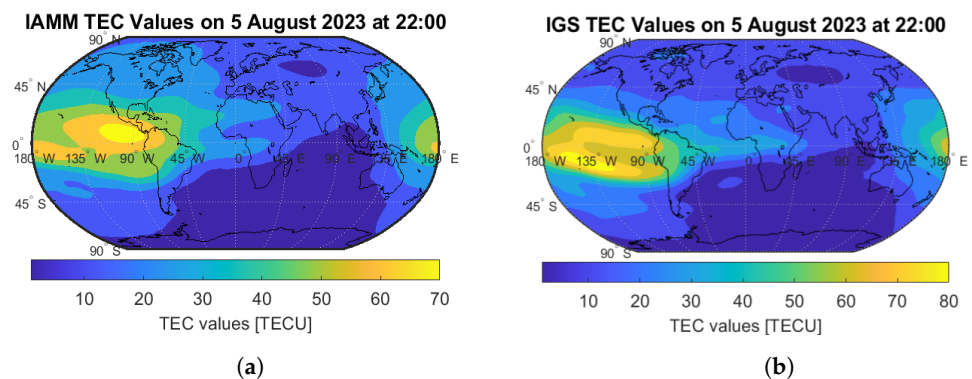 IAMM TEC Values on 5 August 2023 at 22:00
90° N
45° N
0°
180° W 135° W 90° W 45° W 0° 45° E 90° E 135° E 180° E
45° S
90° S
10 20 30 40 50 60 70
TEC values [TECU]
(a)
IGS TEC Values on 5 August 2023 at 22:00
90° N
45° N
0°
180° W 135° W 90° W 45° W 0° 45° E 90° E 135° E 180° E
45° S
90° S
10 20 30 40 50 60 70 80
TEC values [TECU]
(b)